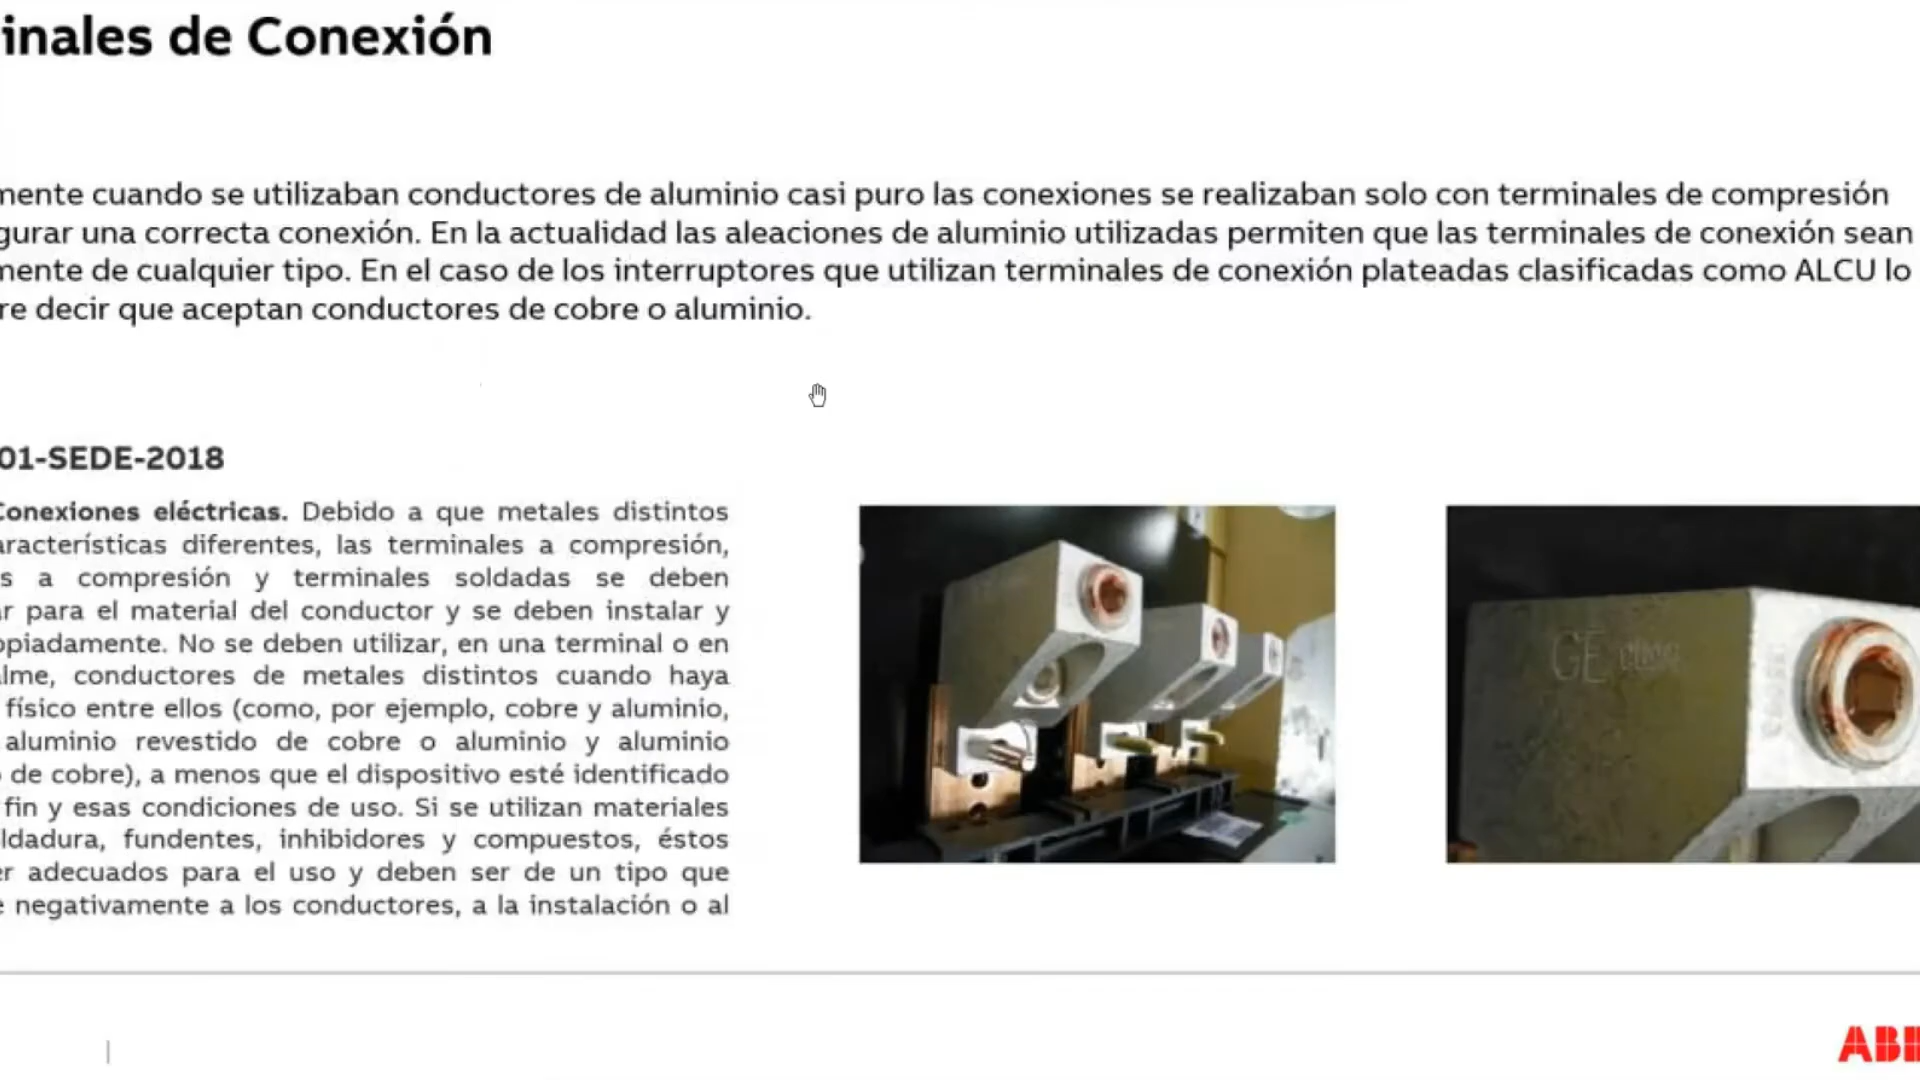 inales de Conexión
mente cuando se utilizaban conductores de aluminio casi puro las conexiones se realizaban solo con terminales de compresión
gurar una correcta conexión. En la actualidad las aleaciones de aluminio utilizadas permiten que las terminales de conexión sean
mente de cualquier tipo. En el caso de los interruptores que utilizan terminales de conexión plateadas clasificadas como ALCU lo
re decir que aceptan conductores de cobre o aluminio.
01-SEDE-2018
Conexiones eléctricas. Debido a que metales distintos
aracterísticas diferentes, las terminales a compresión,
s a compresión y terminales soldadas se deben
ar para el material del conductor y se deben instalar y
opiadamente. No se deben utilizar, en una terminal o en
alme, conductores de metales distintos cuando haya
físico entre ellos (como, por ejemplo, cobre y aluminio,
aluminio revestido de cobre o aluminio y aluminio
o de cobre), a menos que el dispositivo esté identificado
fin y esas condiciones de uso. Si se utilizan materiales
ldadura, fundentes, inhibidores y compuestos, éstos
er adecuados para el uso y deben ser de un tipo que
e negativamente a los conductores, a la instalación o al
GE
ABB